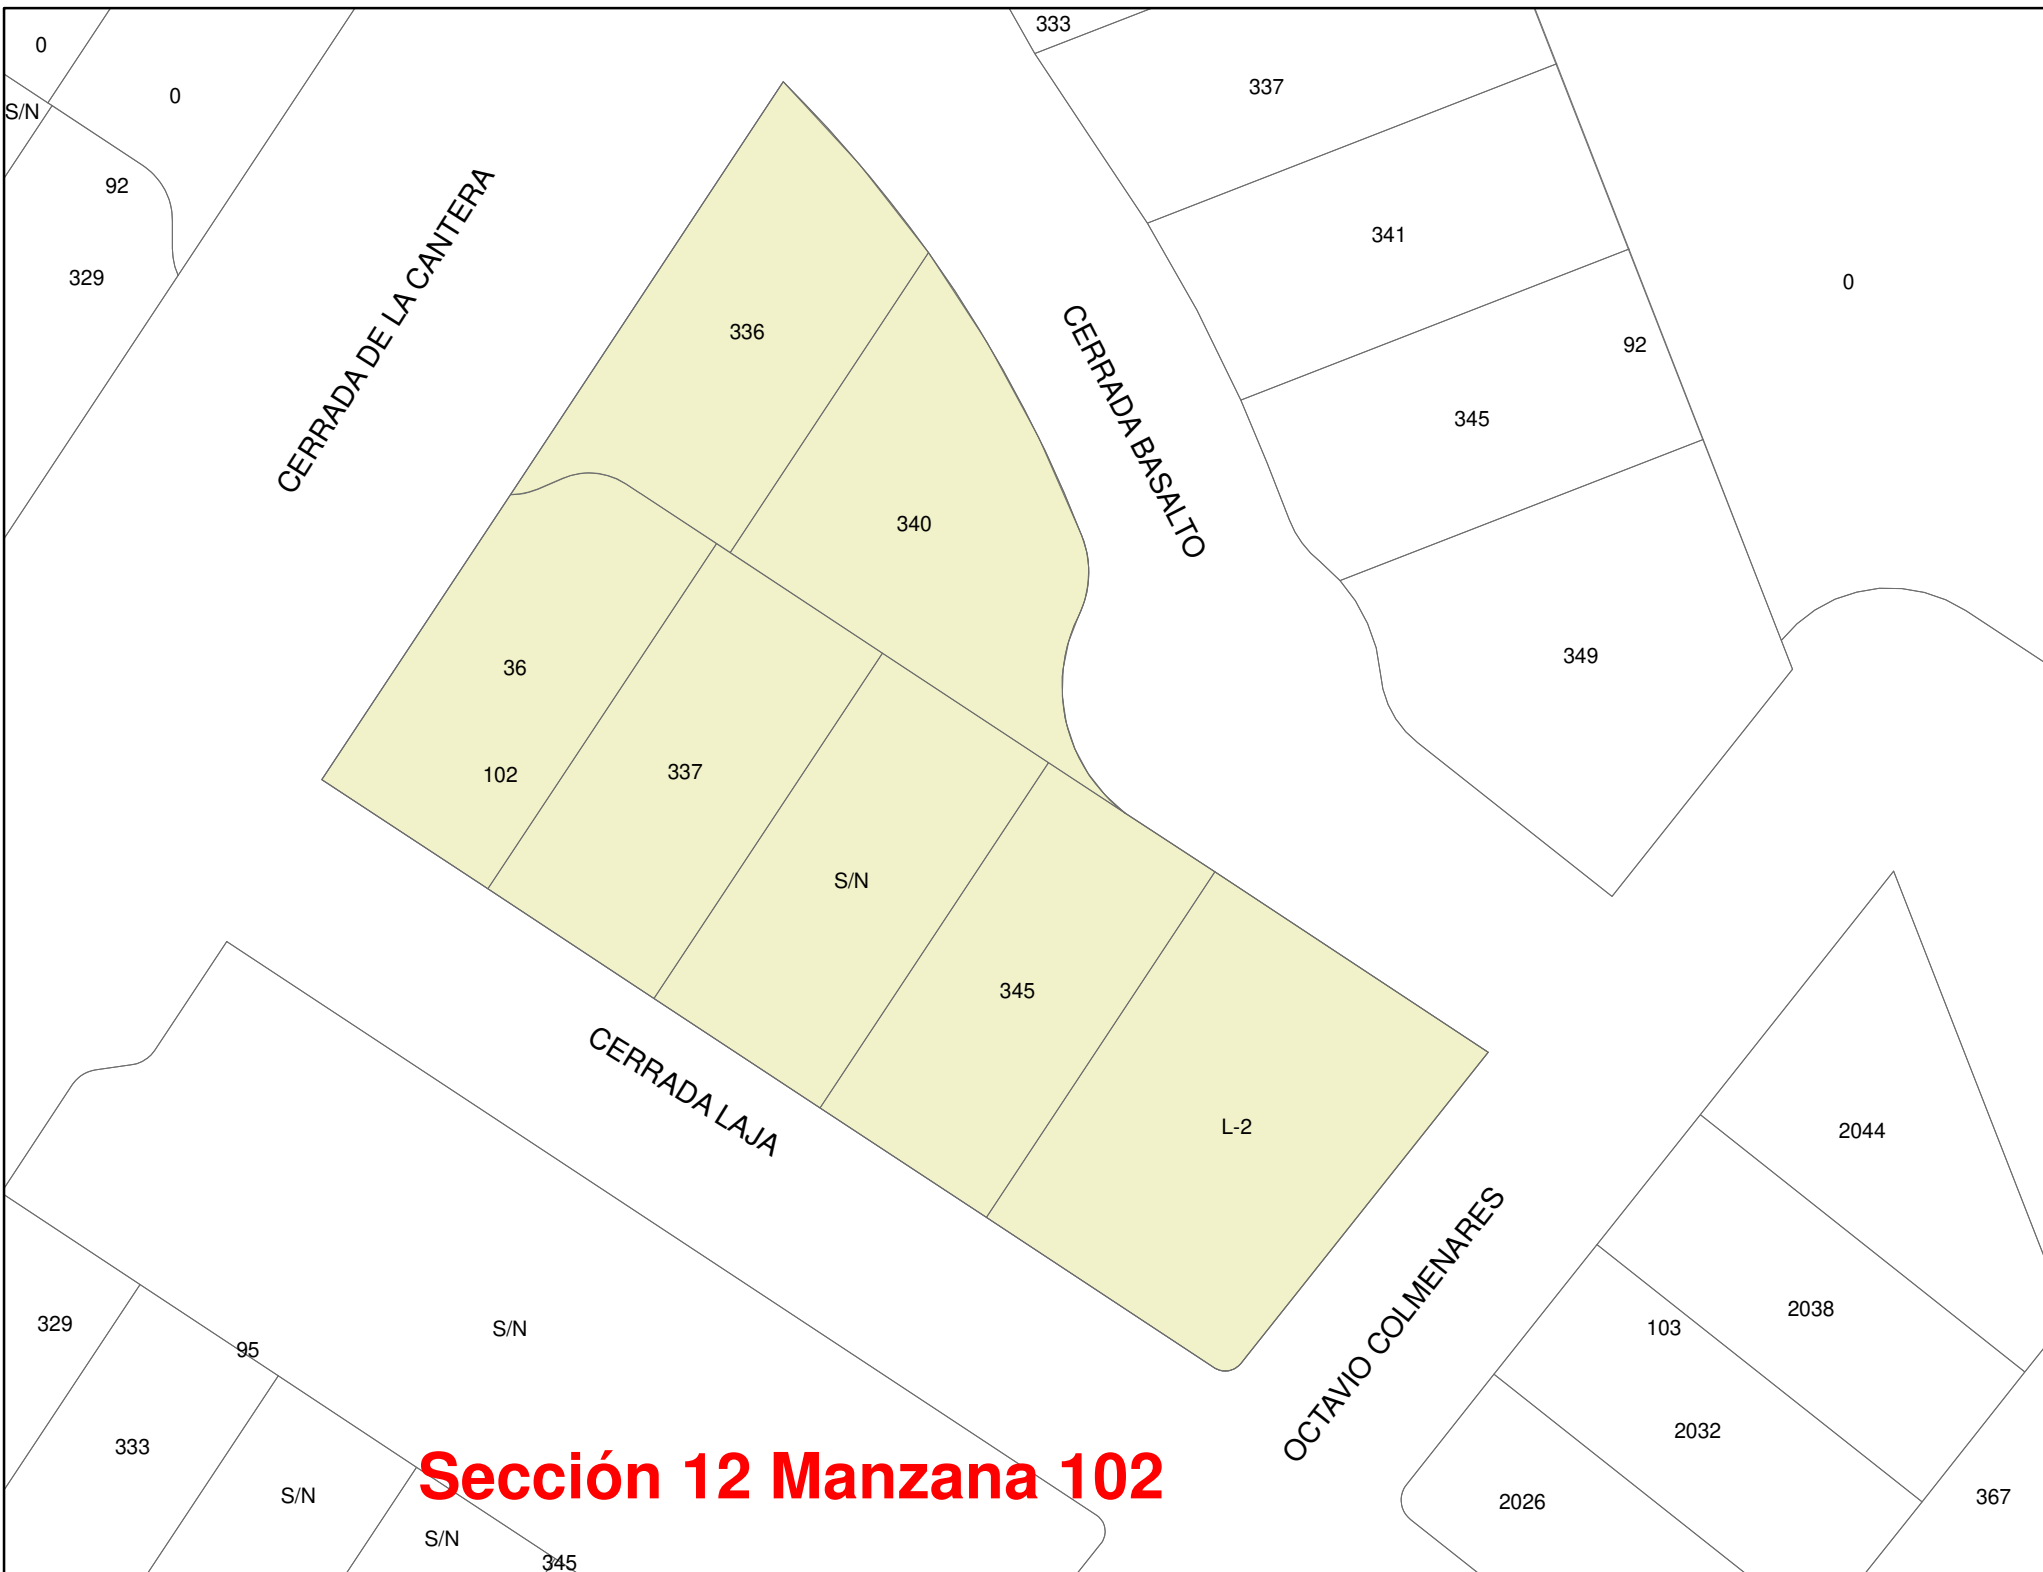 333
0
337
0
S/N
92
341
329
0
CERRADA DE LA CANTERA
336
92
CERRADA BASALTO
345
340
349
36
102
337
S/N
345
CERRADA LAJA
L-2
2044
OCTAVIO COLMENARES
2038
329
S/N
103
95
2032
333
Sección 12 Manzana 102
S/N
2026
367
S/N
345